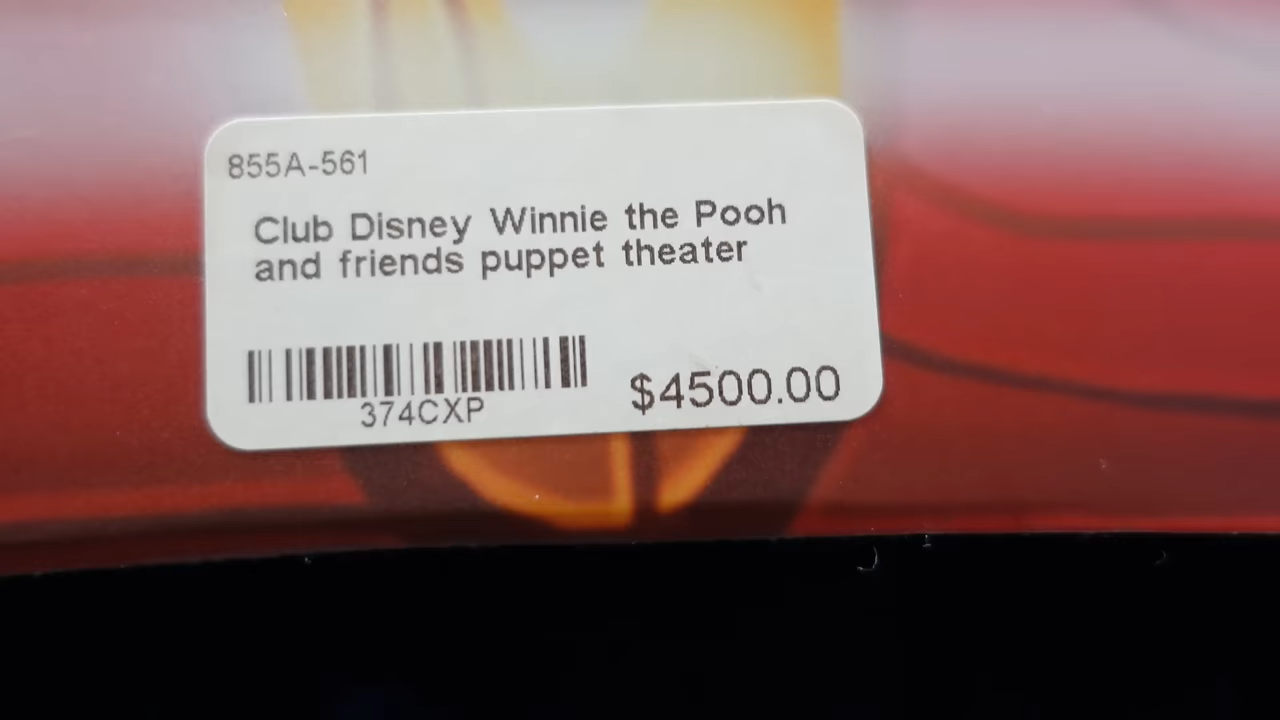 855A-561
Club Disney Winnie the Pooh
and friends puppet theater
374CXP
$4500.00